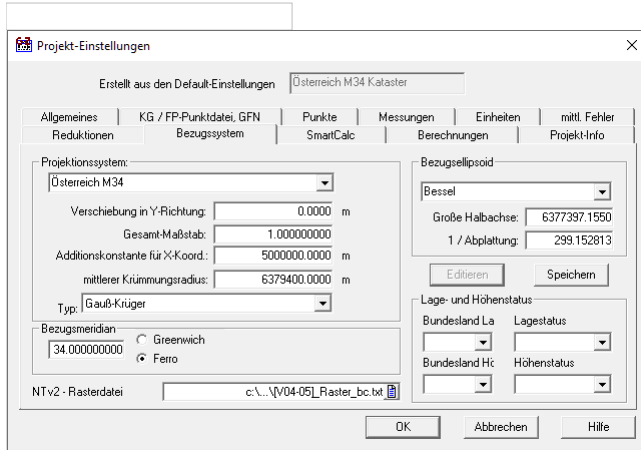 Projekt-Einstellungen
Erstellt aus den Default-Einstellungen Österreich M34 Kataster
Allgemeines KG / FP-Punktdatei, GFN Punkte Messungen Einheiten mittl. Fehler
Reduktionen Bezugssystem SmartCalc Berechnungen Projekt-Info
Projektionssystem:
Österreich M34
Verschiebung in Y-Richtung: 0.0000 m
Gesamt-Maßstab: 1.000000000
Additionskonstante für X-Koord.: 5000000.0000 m
mittlerer Krümmungsradius: 6379400.0000 m
Typ: Gauß-Krüger
Bezugsmeridian
34.000000000
Greenwich
Ferro
NTv2 - Rasterdatei c:\...\[V04-05]_Raster_bc.txt
Bezugsellipsoid
Bessel
Große Halbachse: 6377397.1550
1 / Abplattung: 299.152813
Editieren Speichern
Lage- und Höhenstatus
Bundesland La Lagestatus
Bundesland Hö Höhenstatus
OK Abbrechen Hilfe